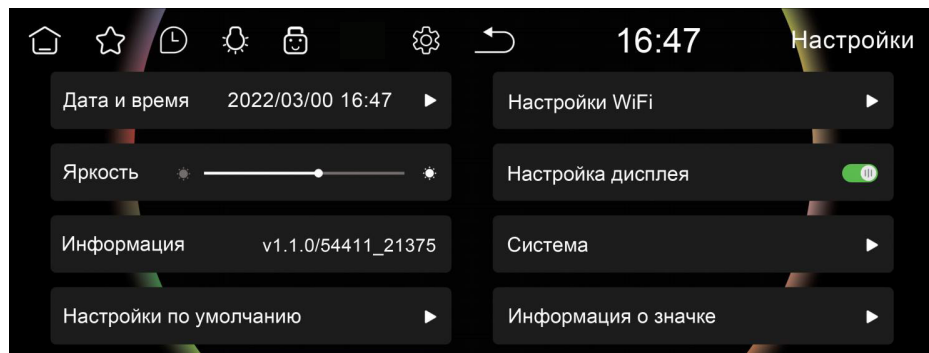 16:47 Настройки
Дата и время 2022/03/00 16:47
Настройки WiFi
Яркость
Настройка дисплея
Информация v1.1.0/54411_21375
Система
Настройки по умолчанию
Информация о значке